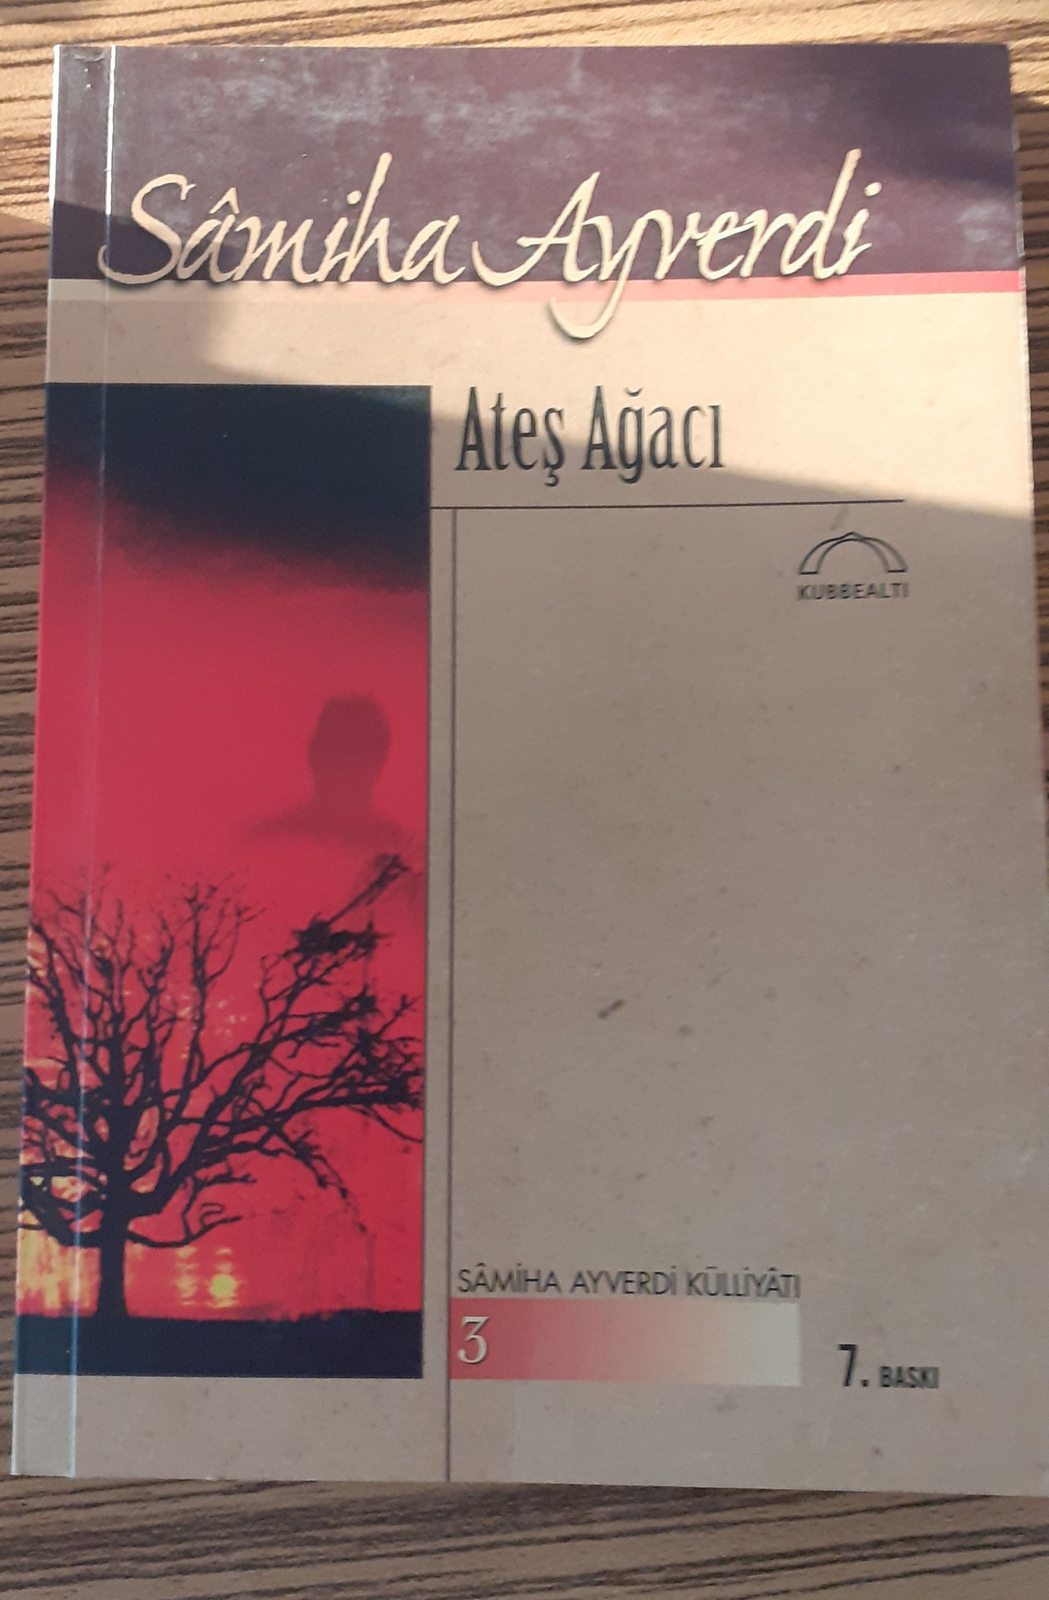 Sâmiha Ayverdi
Ateş Ağacı
KUBBEALTI
SÂMİHA AYVERDİ KÜLLİYÂTI
3
7. BASKI